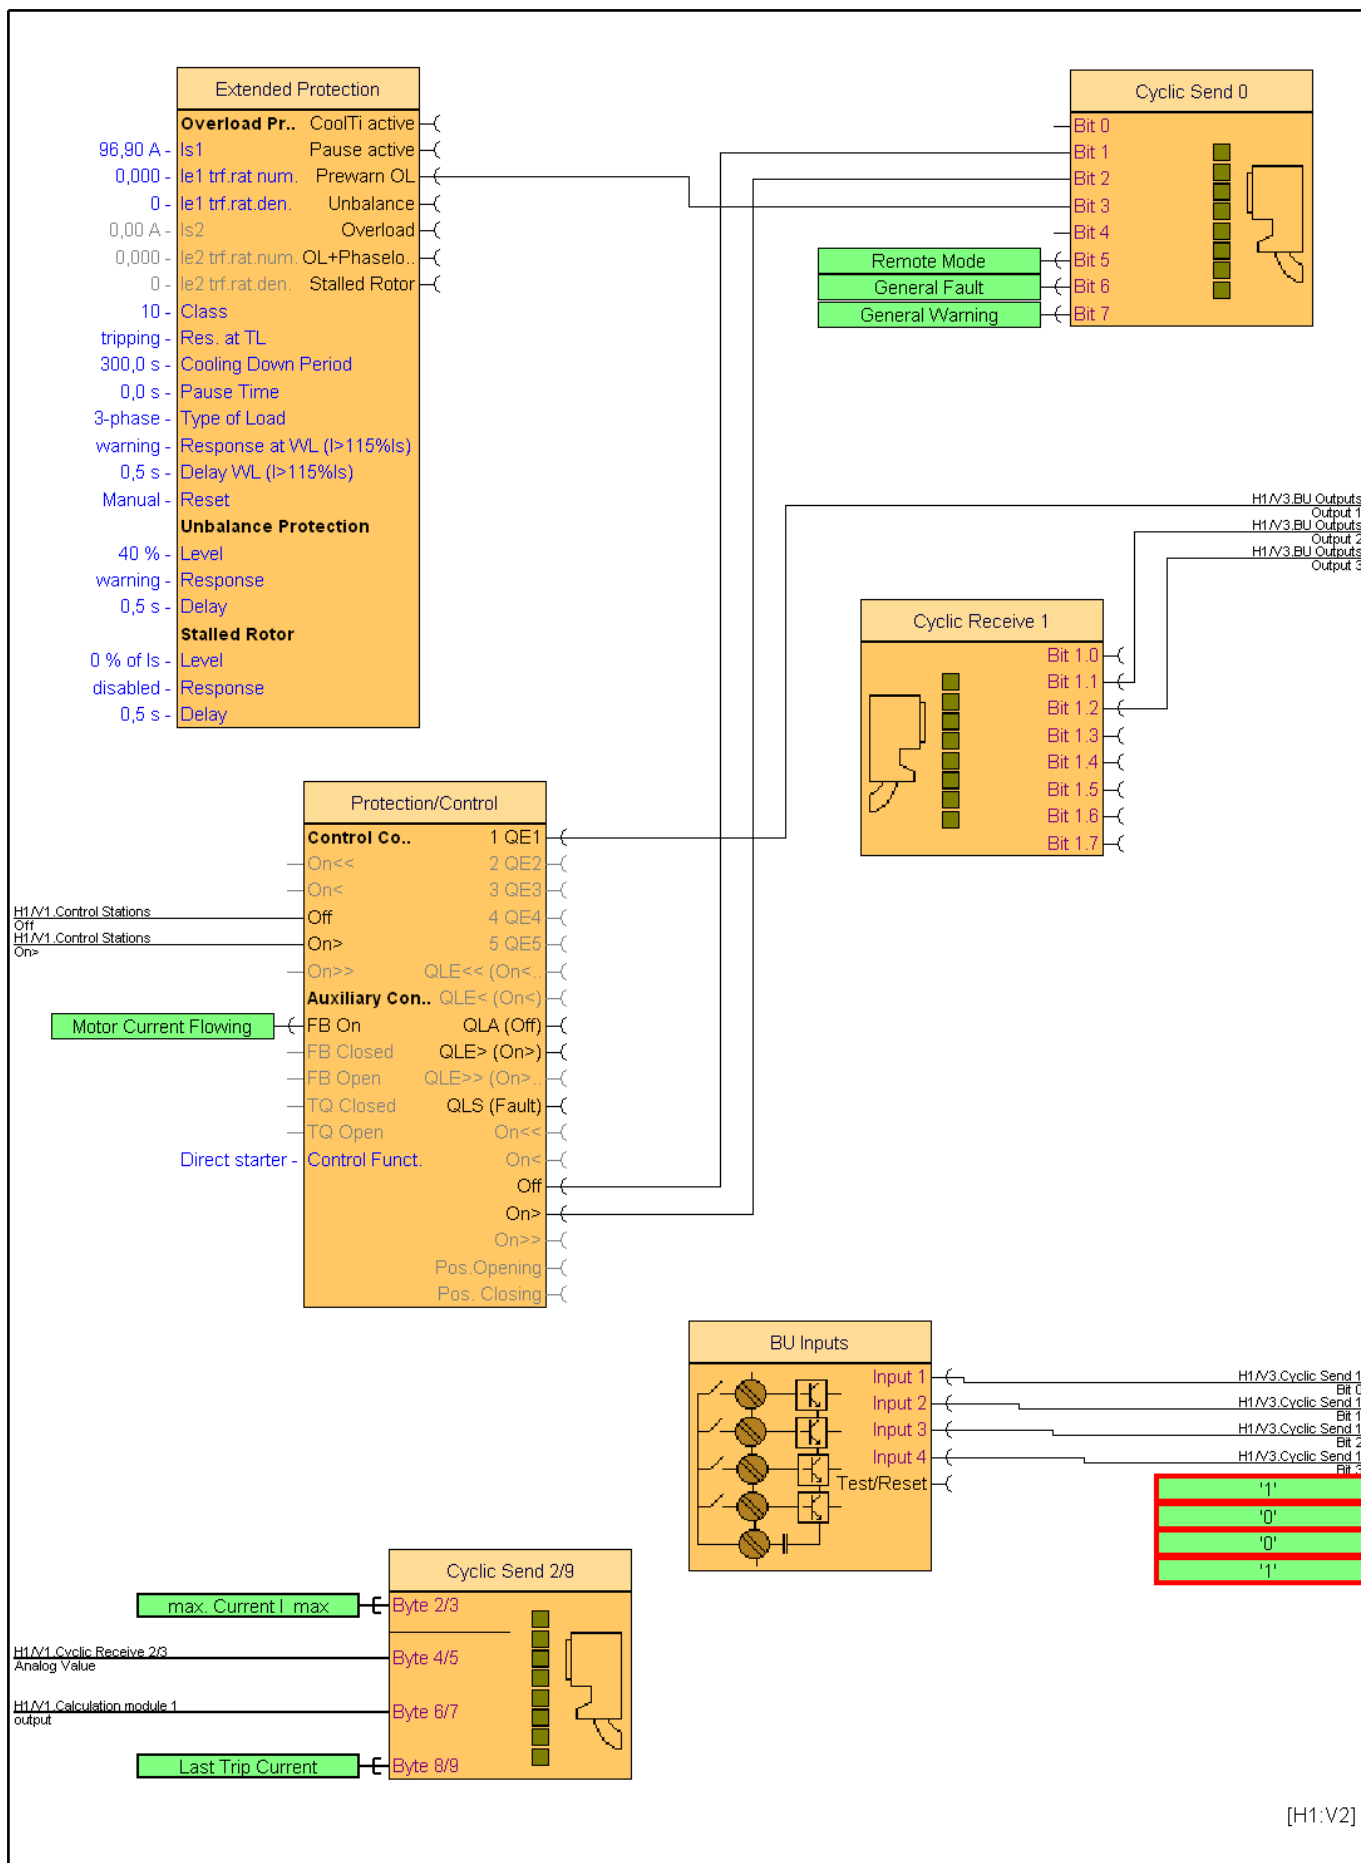 Extended Protection
Overload Pr.. CoolTi active
96,90 A - Is1 Pause active
0,000 - Ie1 trf.rat num. Prewarn OL
0 - Ie1 trf.rat.den. Unbalance
0,00 A - Is2 Overload
0,000 - Ie2 trf.rat.num. OL+Phaselo..
0 - Ie2 trf.rat.den. Stalled Rotor
10 - Class
tripping - Res. at TL
300,0 s - Cooling Down Period
0,0 s - Pause Time
3-phase - Type of Load
warning - Response at WL (I>115%Is)
0,5 s - Delay WL (I>115%Is)
Manual - Reset
Unbalance Protection
40 % - Level
warning - Response
0,5 s - Delay
Stalled Rotor
0 % of Is - Level
disabled - Response
0,5 s - Delay
Cyclic Send 0
Bit 0
Bit 1
Bit 2
Bit 3
Bit 4
Remote Mode Bit 5
General Fault Bit 6
General Warning Bit 7
H1/V3.BU Outputs
Output 1
H1/V3.BU Outputs
Output 2
H1/V3.BU Outputs
Output 3
Cyclic Receive 1
Bit 1.0
Bit 1.1
Bit 1.2
Bit 1.3
Bit 1.4
Bit 1.5
Bit 1.6
Bit 1.7
Protection/Control
Control Co.. 1 QE1
On<< 2 QE2
On< 3 QE3
H1/V1.Control Stations
Off
Off 4 QE4
H1/V1.Control Stations
On>
On> 5 QE5
On>> QLE<< (On<..
Auxiliary Con.. QLE< (On<)
Motor Current Flowing FB On QLA (Off)
FB Closed QLE> (On>)
FB Open QLE>> (On>..
TQ Closed QLS (Fault)
TQ Open On<<
Direct starter - Control Funct. On<
Off
On>
On>>
Pos.Opening
Pos. Closing
BU Inputs
Input 1
Input 2
Input 3
Input 4
Test/Reset
H1/V3.Cyclic Send 1
Bit 0
H1/V3.Cyclic Send 1
Bit 1
H1/V3.Cyclic Send 1
Bit 2
H1/V3.Cyclic Send 1
Bit 3
'1'
'0'
'0'
'1'
Cyclic Send 2/9
max. Current I_max Byte 2/3
H1/V1.Cyclic Receive 2/3
Analog Value
Byte 4/5
H1/V1.Calculation module 1
output
Byte 6/7
Last Trip Current Byte 8/9
[H1:V2]